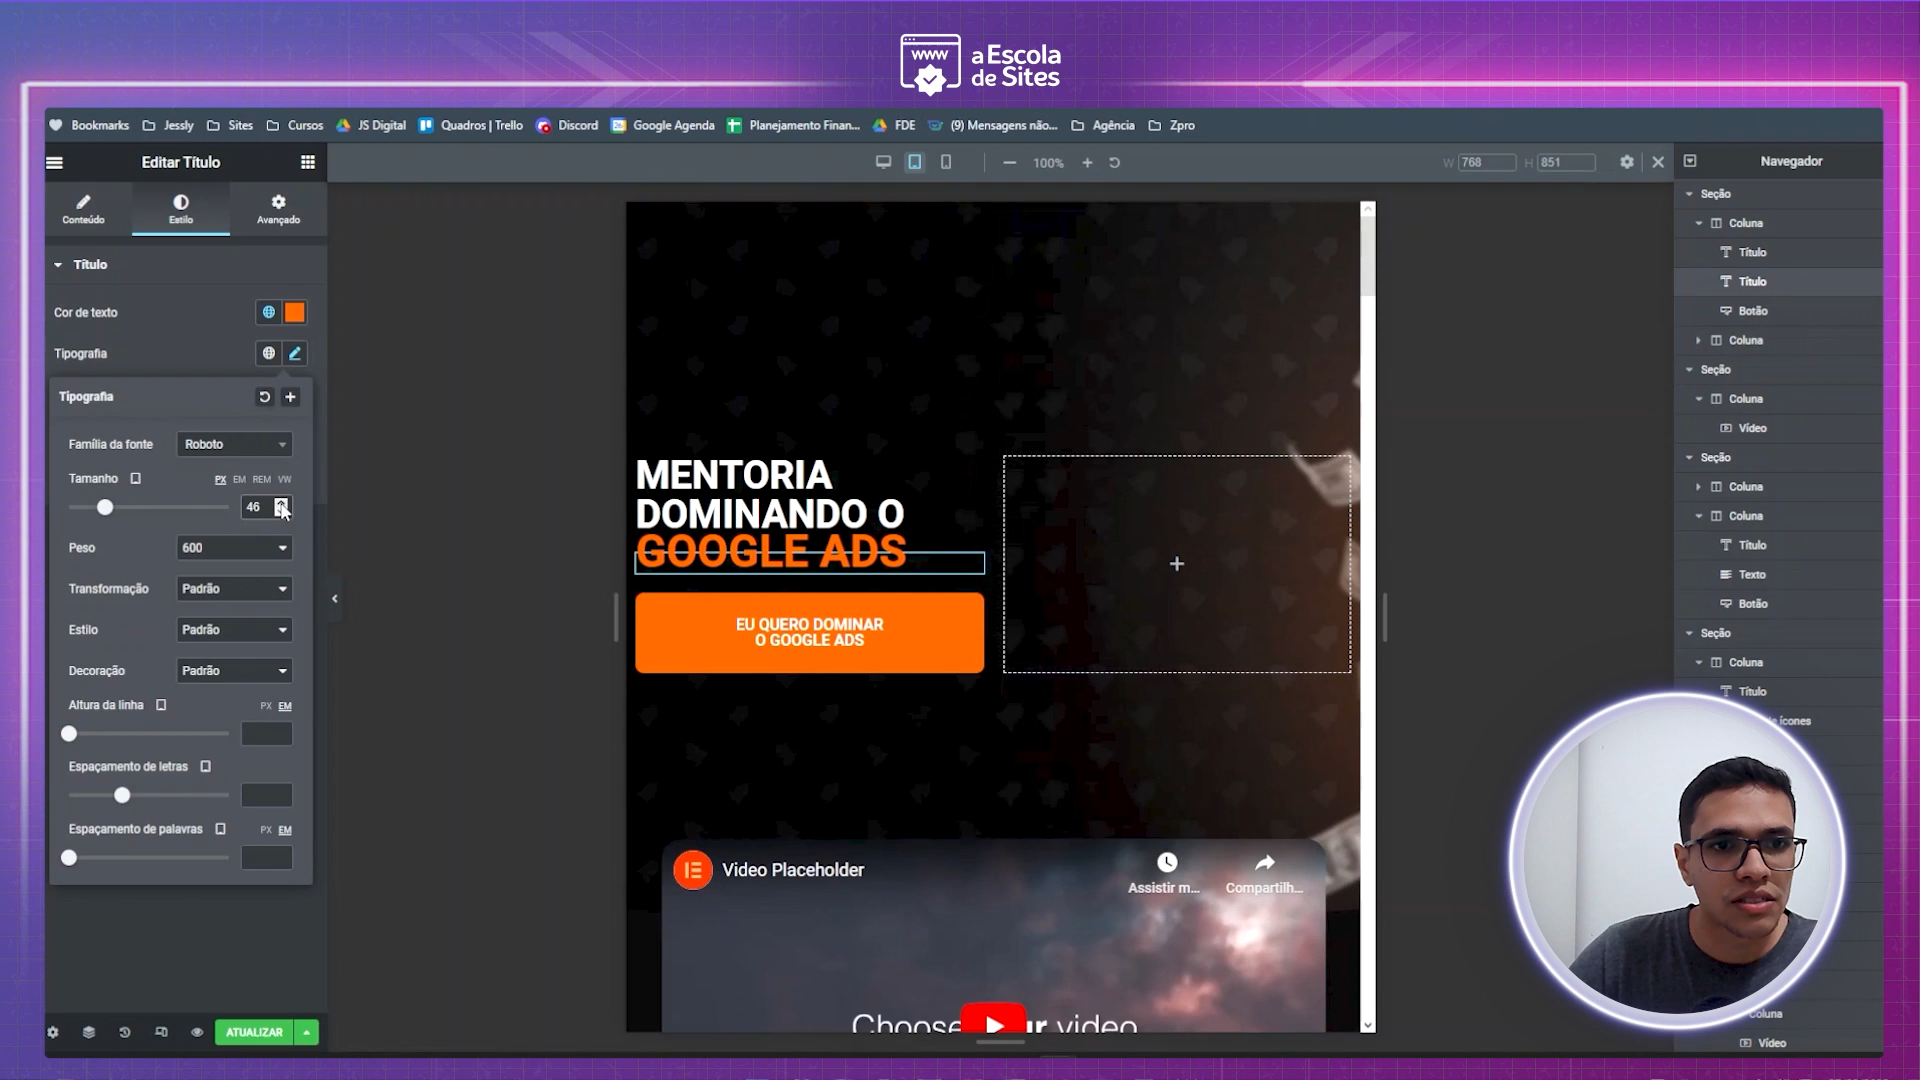 www
a Escola
de Sites
Bookmarks
Jessly
Sites
Cursos
JS Digital
Quadros | Trello
Discord
Google Agenda
Planejamento Finan...
FDE
(9) Mensagens não...
Agência
Zpro
Editar Título
100%
W 768
H 851
Navegador
Conteúdo
Estilo
Avançado
Título
Cor de texto
Tipografia
Tipografia
Família da fonte
Roboto
Tamanho
PX EM REM VW
46
Peso
600
Transformação
Padrão
Estilo
Padrão
Decoração
Padrão
Altura da linha
PX EM
Espaçamento de letras
Espaçamento de palavras
PX EM
ATUALIZAR
MENTORIA
DOMINANDO O
GOOGLE ADS
EU QUERO DOMINAR
O GOOGLE ADS
Video Placeholder
Assistir m...
Compartilh...
Choose
ur video
Seção
Coluna
Título
Título
Botão
Coluna
Seção
Coluna
Vídeo
Seção
Coluna
Coluna
Título
Texto
Botão
Seção
Coluna
Título
ícones
Coluna
Vídeo